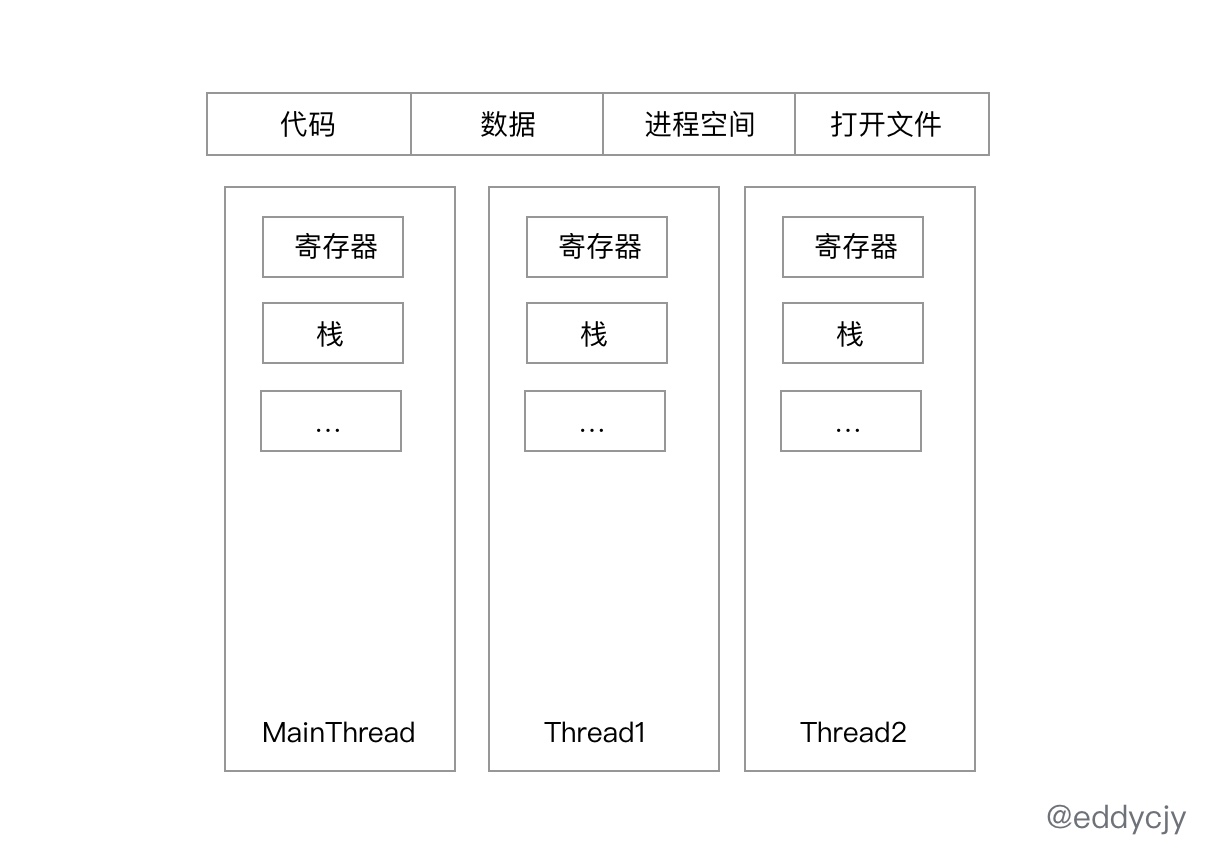 代码 数据 进程空间 打开文件
寄存器 寄存器 寄存器
栈 栈 栈
... ... ...
MainThread Thread1 Thread2
@eddycjy